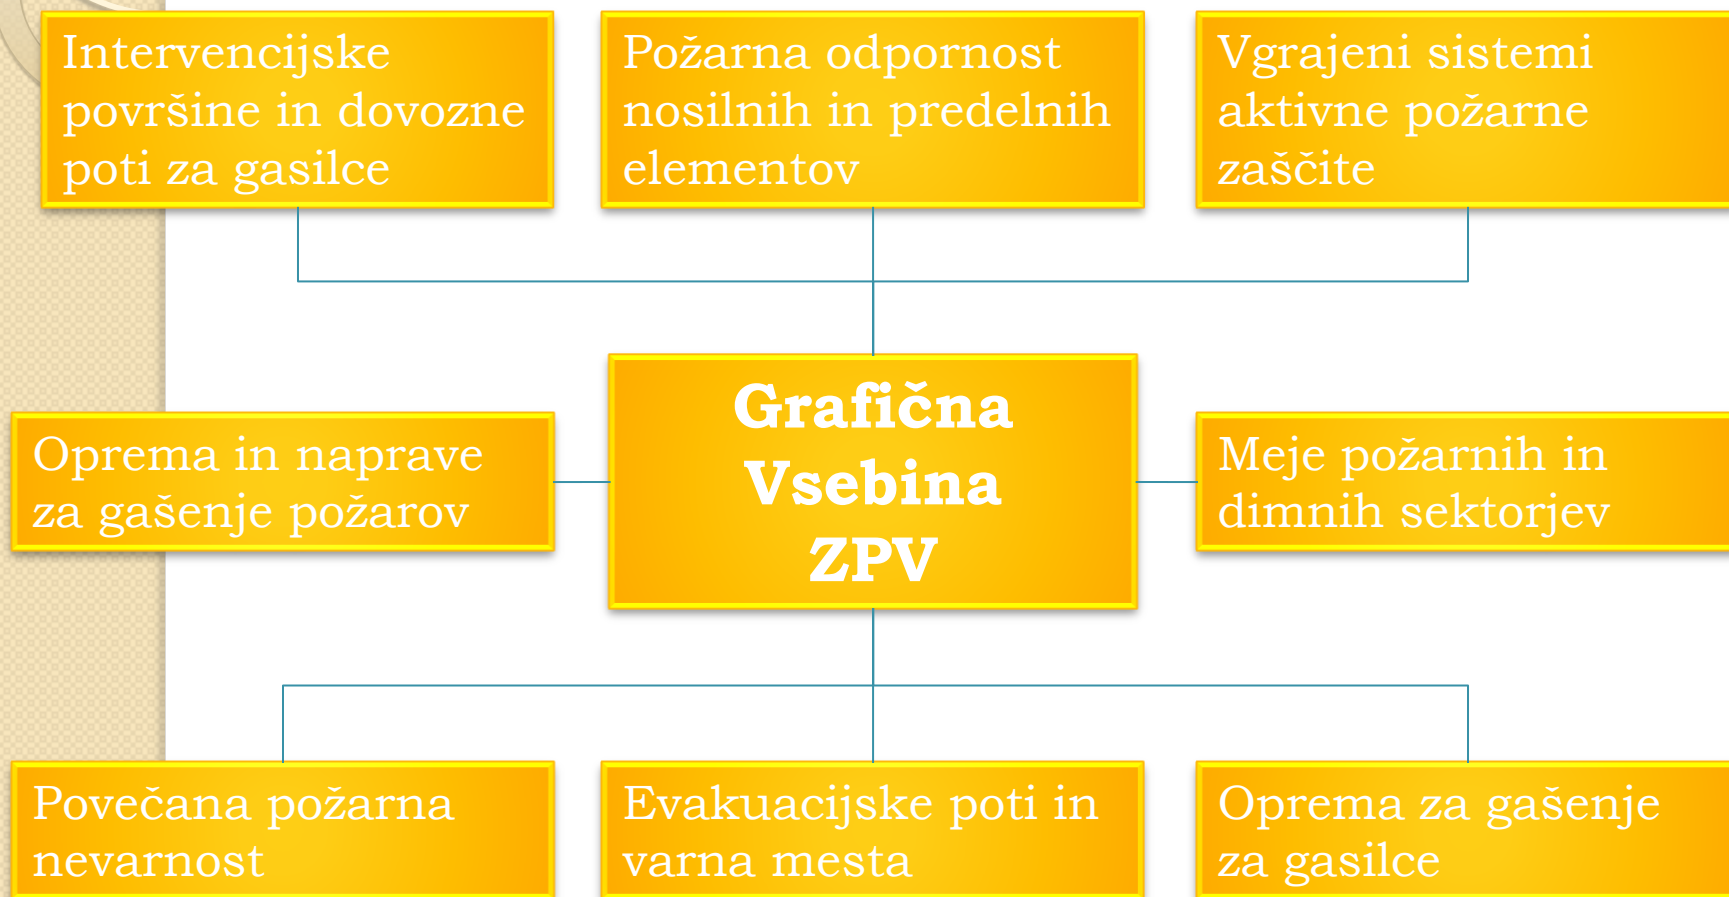 Intervencijske
površine in dovozne
poti za gasilce
Požarna odpornost
nosilnih in predelnih
elementov
Vgrajeni sistemi
aktivne požarne
zaščite
Oprema in naprave
za gašenje požarov
Grafična
Vsebina
ZPV
Meje požarnih in
dimnih sektorjev
Povečana požarna
nevarnost
Evakuacijske poti in
varna mesta
Oprema za gašenje
za gasilce